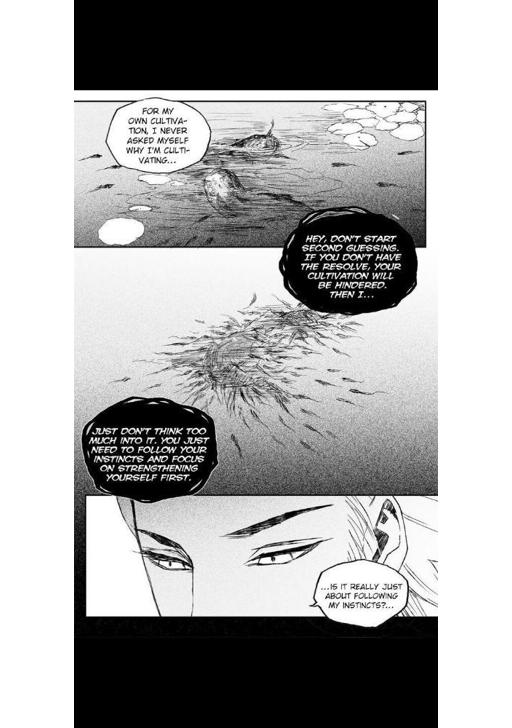 FOR MY
OWN CULTIVA-
TION, I NEVER
ASKED MYSELF
WHY I'M CULTI-
VATING...
HEY, DON'T START
SECOND GUESSING.
IF YOU DON'T HAVE
THE RESOLVE, YOUR
CULTIVATION WILL
BE HINDERED.
THEN I...
JUST DON'T THINK TOO
MUCH INTO IT. YOU JUST
NEED TO FOLLOW YOUR
INSTINCTS AND FOCUS
ON STRENGTHENING
YOURSELF FIRST.
...IS IT REALLY JUST
ABOUT FOLLOWING
MY INSTINCTS?...